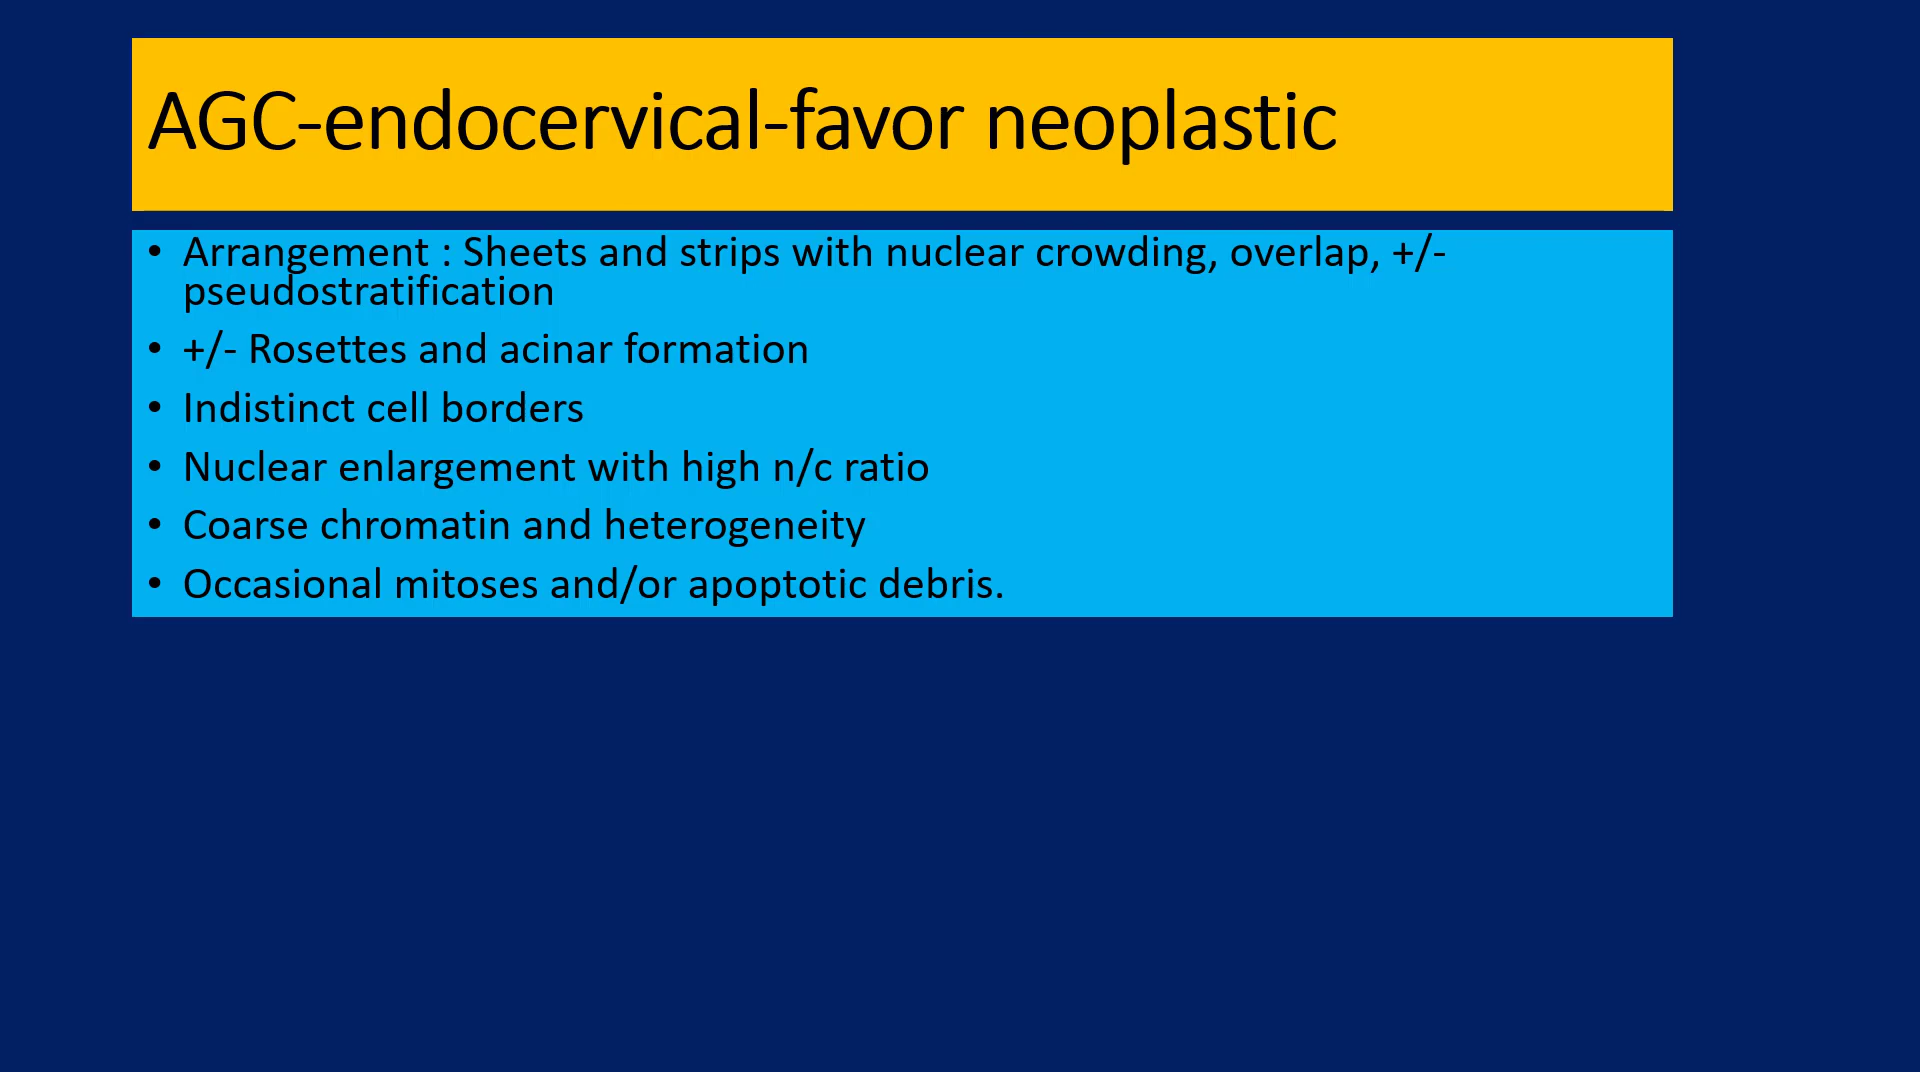 AGC-endocervical-favor neoplastic
• Arrangement : Sheets and strips with nuclear crowding, overlap, +/-
pseudostratification
• +/- Rosettes and acinar formation
• Indistinct cell borders
• Nuclear enlargement with high n/c ratio
• Coarse chromatin and heterogeneity
• Occasional mitoses and/or apoptotic debris.